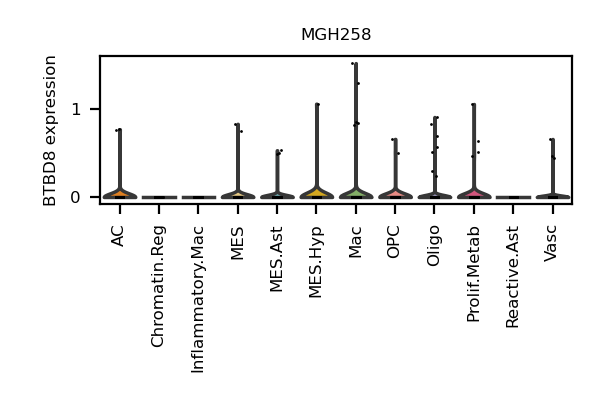 MGH258
BTBD8 expression
1
0
AC
Chromatin.Reg
Inflammatory.Mac
MES
MES.Ast
MES.Hyp
Mac
OPC
Oligo
Prolif.Metab
Reactive.Ast
Vasc